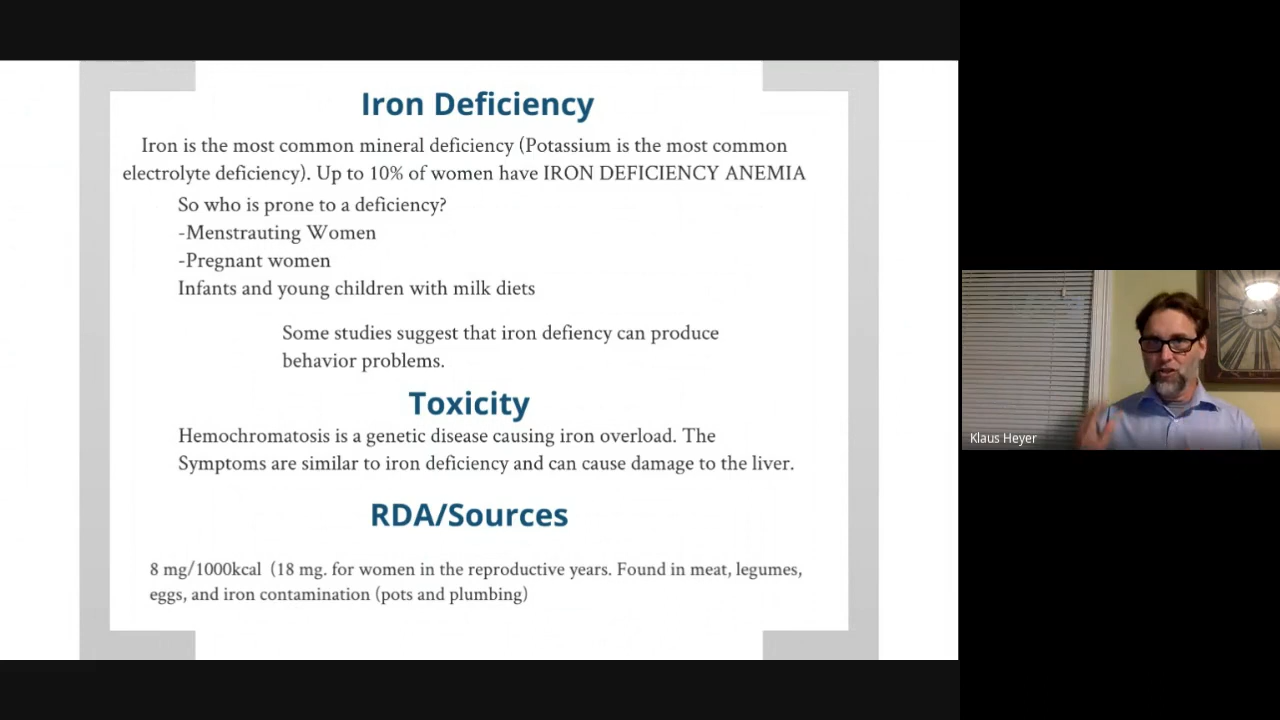 Iron Deficiency
Iron is the most common mineral deficiency (Potassium is the most common
electrolyte deficiency). Up to 10% of women have IRON DEFICIENCY ANEMIA
So who is prone to a deficiency?
-Menstrauting Women
-Pregnant women
Infants and young children with milk diets
Some studies suggest that iron defiency can produce
behavior problems.
Toxicity
Hemochromatosis is a genetic disease causing iron overload. The
Symptoms are similar to iron deficiency and can cause damage to the liver.
RDA/Sources
8 mg/1000kcal (18 mg. for women in the reproductive years. Found in meat, legumes,
eggs, and iron contamination (pots and plumbing)
Klaus Heyer